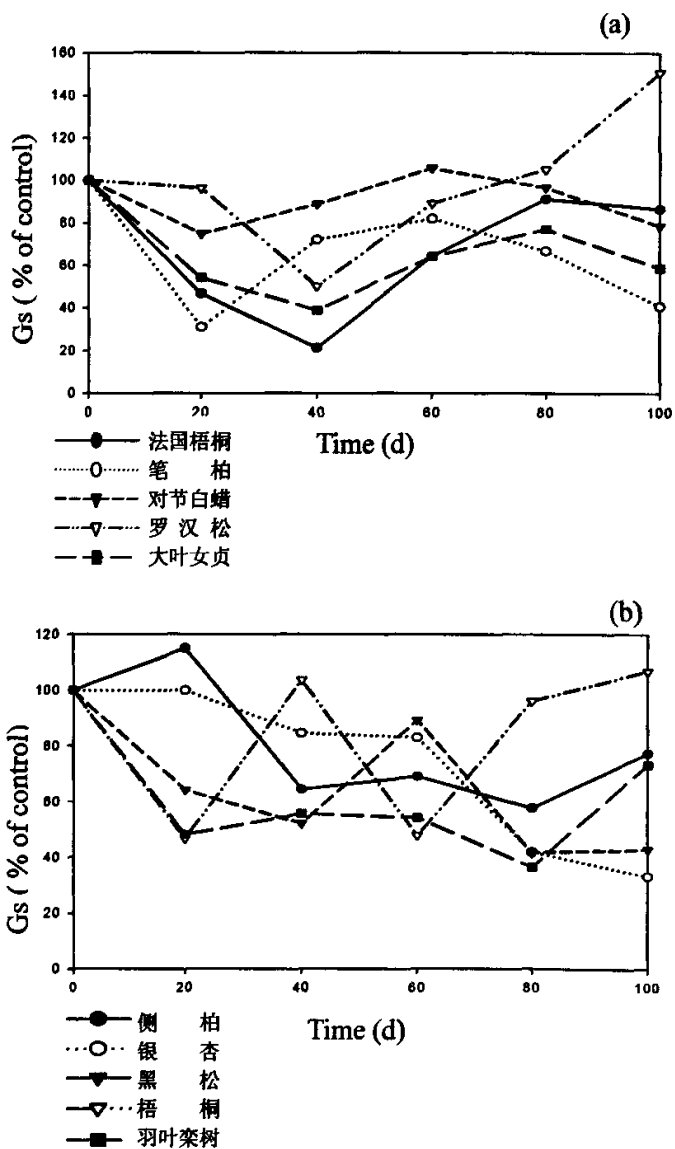 (a)
160
140
120
100
80
60
40
20
0
Gs ( % of control)
0 20 40 60 80 100
Time (d)
法国梧桐
笔 柏
对节白蜡
罗 汉 松
大叶女贞
(b)
120
100
80
60
40
20
0
Gs ( % of control)
0 20 40 60 80 100
Time (d)
侧 柏
银 杏
黑 松
梧 桐
羽叶栾树